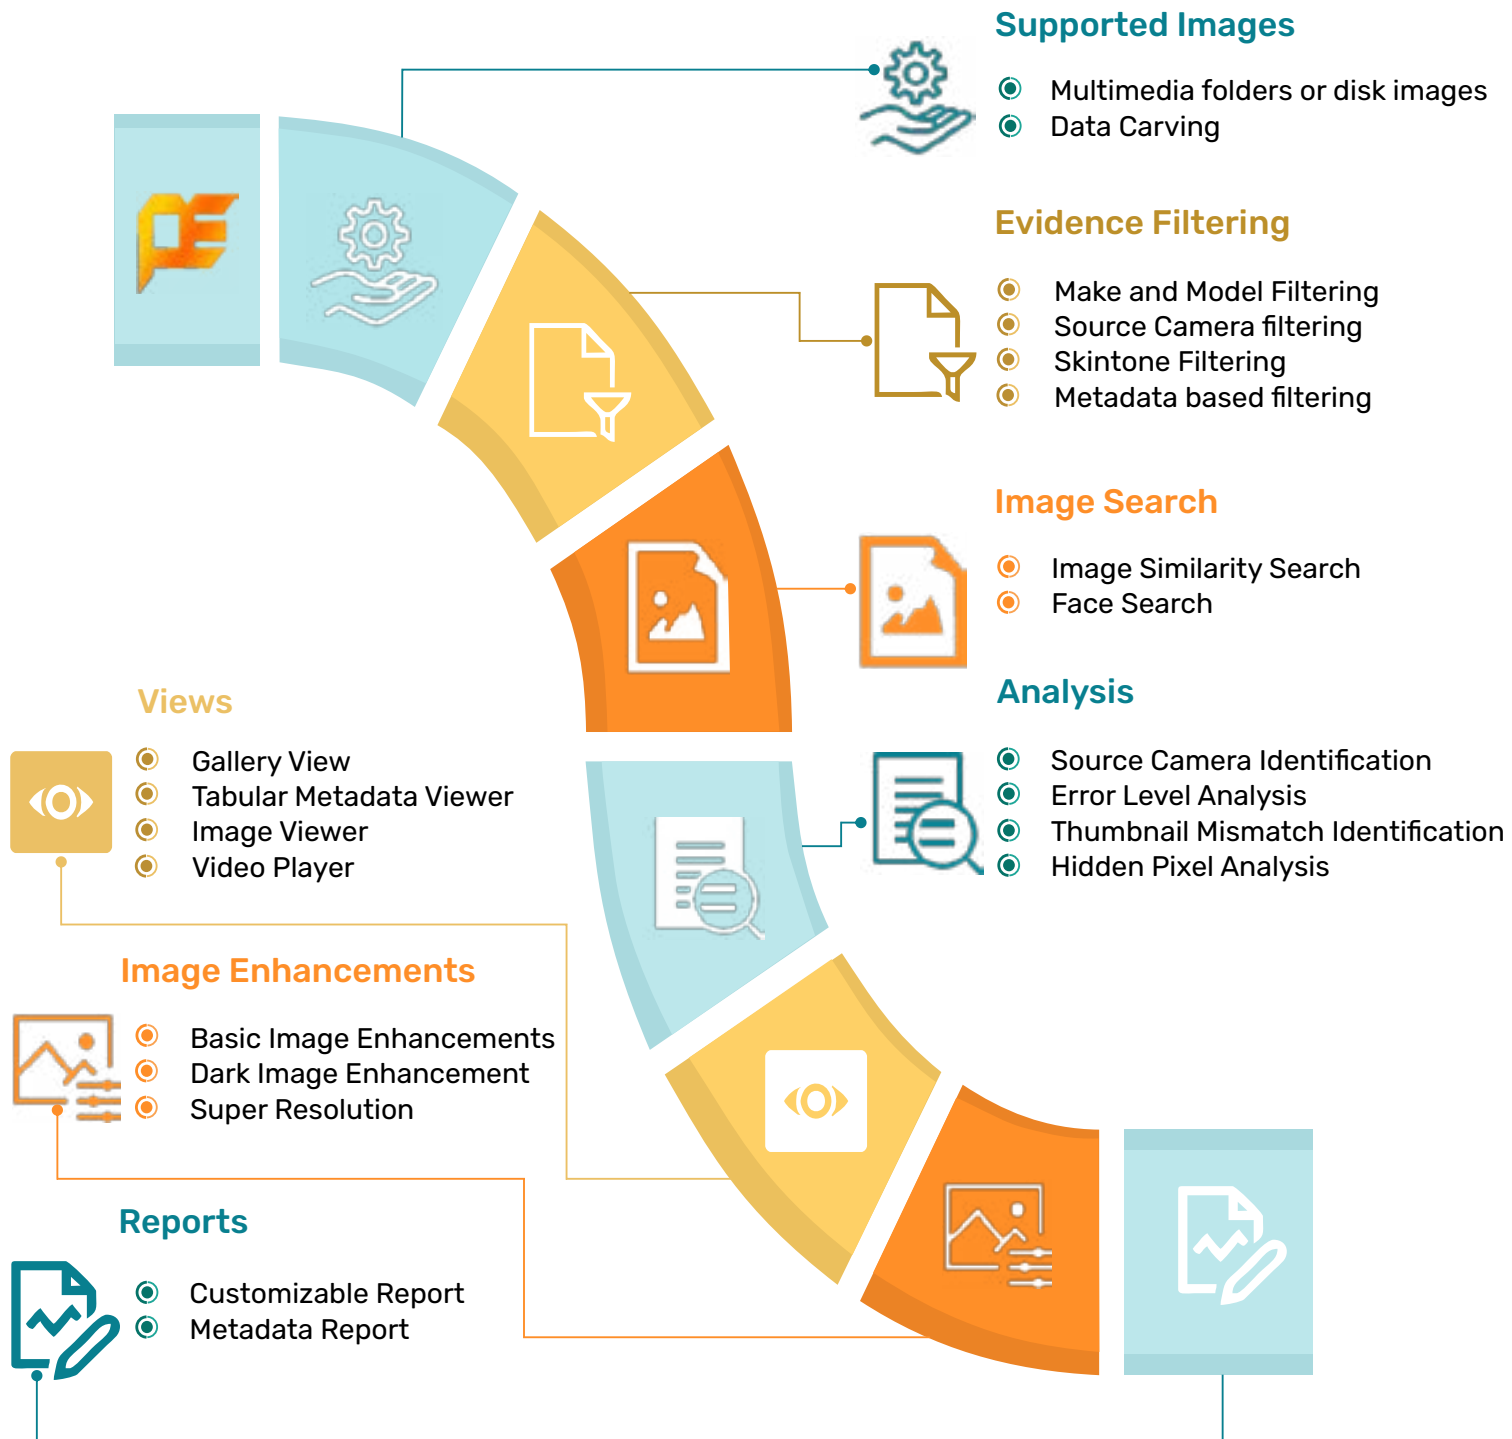 Supported Images
Multimedia folders or disk images
Data Carving
Evidence Filtering
Make and Model Filtering
Source Camera filtering
Skintone Filtering
Metadata based filtering
Image Search
Image Similarity Search
Face Search
Analysis
Source Camera Identification
Error Level Analysis
Thumbnail Mismatch Identification
Hidden Pixel Analysis
Views
Gallery View
Tabular Metadata Viewer
Image Viewer
Video Player
Image Enhancements
Basic Image Enhancements
Dark Image Enhancement
Super Resolution
Reports
Customizable Report
Metadata Report